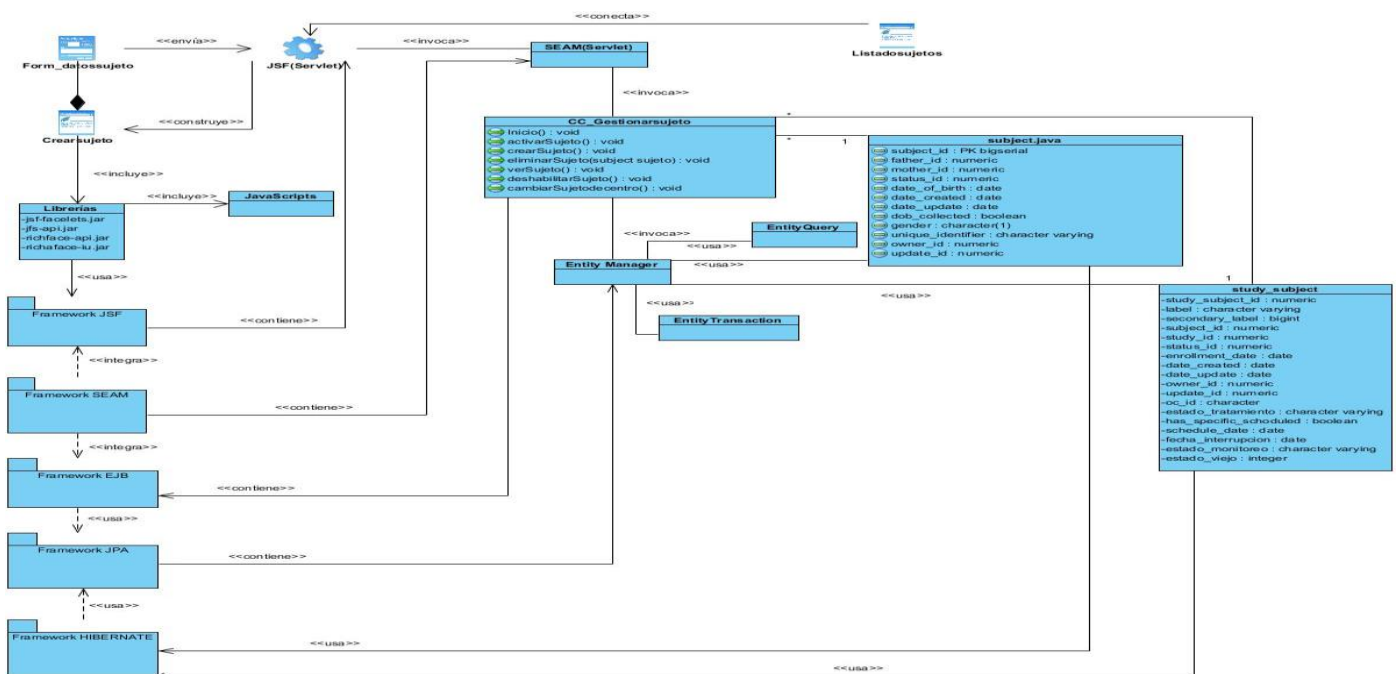 <<conecta>>
<<envía>>
<<invoca>>
Form_datossujeto
JSF(Servlet)
SEAM(Servlet)
Listadosujetos
<<invoca>>
<<construye>>
Crearsujeto
CC_Gestionarsujeto
Inicio() : void
activarSujeto() : void
crearSujeto() : void
eliminarSujeto(subject sujeto) : void
verSujeto() : void
deshabilitarSujeto() : void
cambiarSujetodecentro() : void
*
*
1
subject.java
subject_id : PK bigserial
father_id : numeric
mother_id : numeric
status_id : numeric
date_of_birth : date
date_created : date
date_update : date
dob_collected : boolean
gender : character(1)
unique_identifier : character varying
owner_id : numeric
update_id : numeric
<<incluye>>
<<incluye>>
JavaScripts
Librerias
-jsf-facelets.jar
-jfs-api.jar
-richface-api.jar
-richaface-iu.jar
<<invoca>>
EntityQuery
<<usa>>
Entity Manager
<<usa>>
<<usa>>
<<usa>>
<<usa>>
EntityTransaction
1
study_subject
-study_subject_id : numeric
-label : character varying
-secondary_label : bigint
-subject_id : numeric
-study_id : numeric
-status_id : numeric
-enrollment_date : date
-date_created : date
-date_update : date
-owner_id : numeric
-update_id : numeric
-oc_id : character
-estado_tratamiento : character varying
-has_specific_schoduled : boolean
-schedule_date : date
-fecha_interrupcion : date
-estado_monitoreo : character varying
-estado_viejo : integer
Framework JSF
<<contiene>>
<<integra>>
Framework SEAM
<<contiene>>
<<integra>>
Framework EJB
<<contiene>>
<<usa>>
Framework JPA
<<contiene>>
<<usa>>
Framework HIBERNATE
<<usa>>
<<usa>>